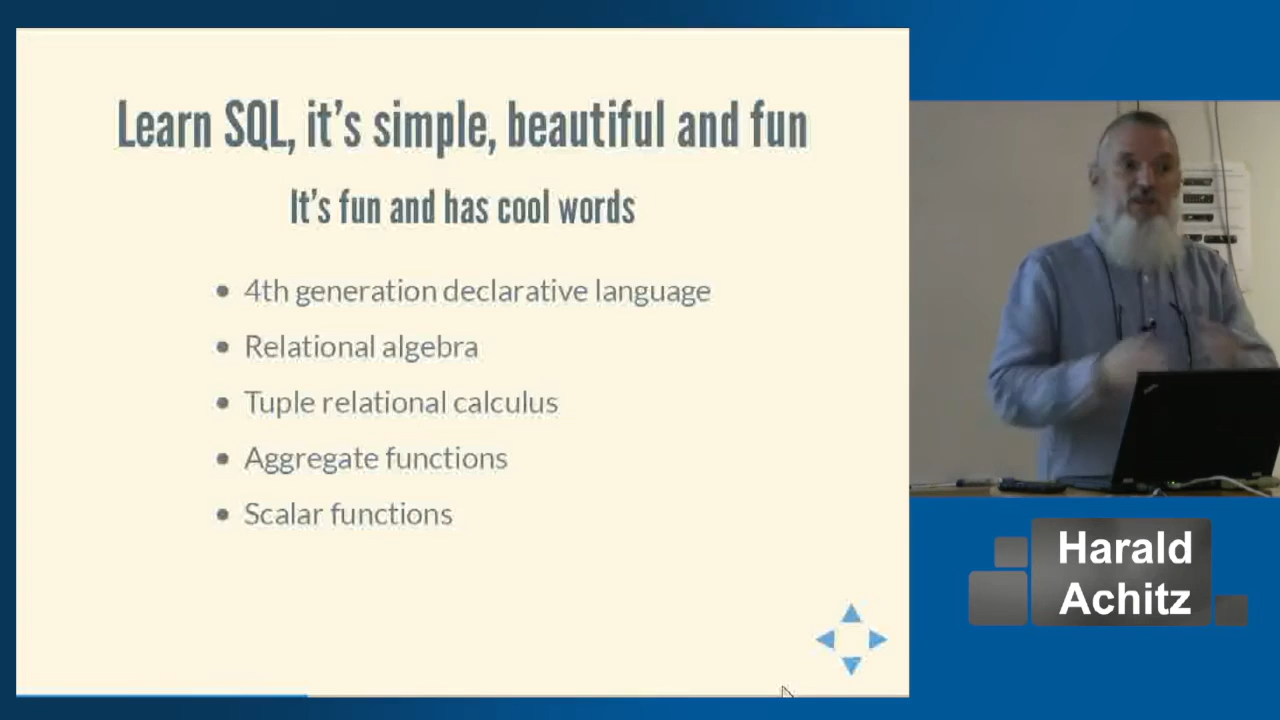 Learn SQL, it's simple, beautiful and fun
It's fun and has cool words
4th generation declarative language
Relational algebra
Tuple relational calculus
Aggregate functions
Scalar functions
Harald
Achitz